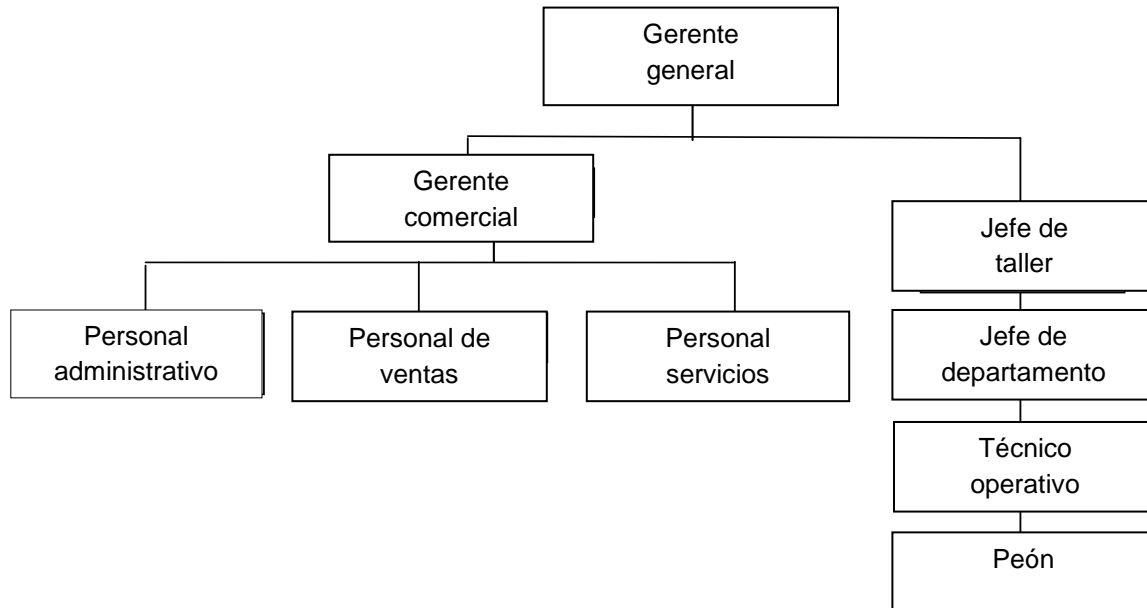 Gerente
general
Gerente
comercial
Jefe de
taller
Personal
administrativo
Personal de
ventas
Personal
servicios
Jefe de
departamento
Técnico
operativo
Peón